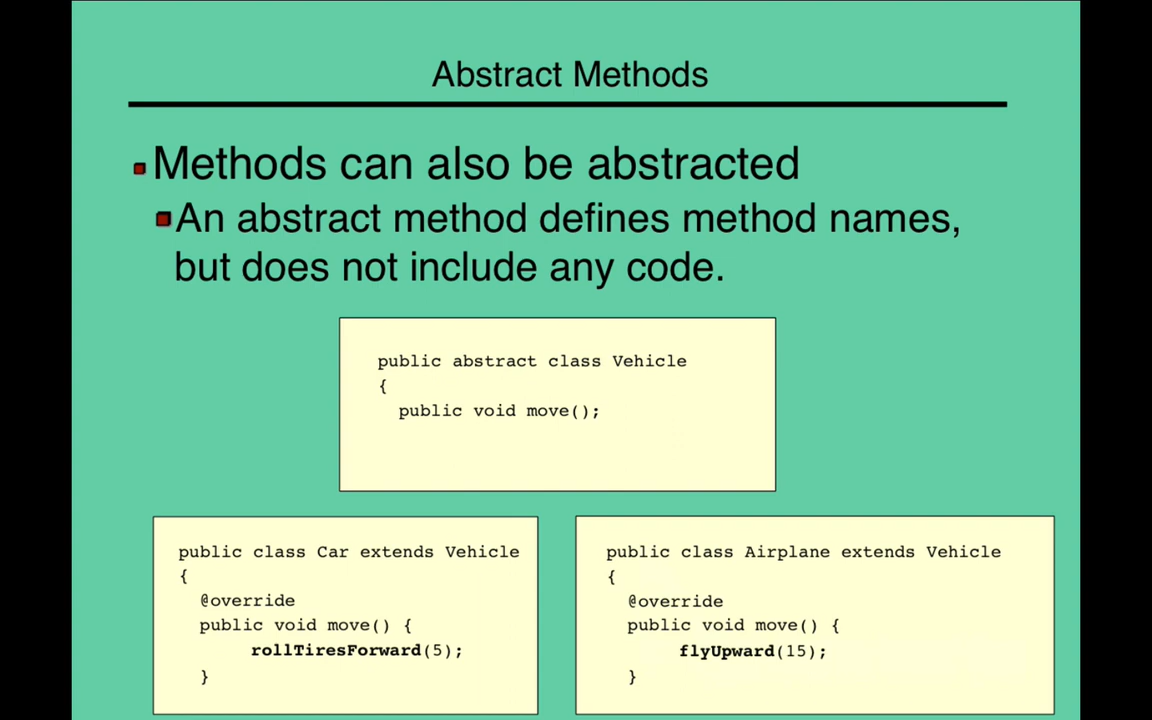 Abstract Methods
Methods can also be abstracted
An abstract method defines method names,
but does not include any code.
public abstract class Vehicle
{
public void move();
public class Car extends Vehicle
{
@override
public void move() {
rollTiresForward(5);
}
public class Airplane extends Vehicle
{
@override
public void move() {
flyUpward(15);
}